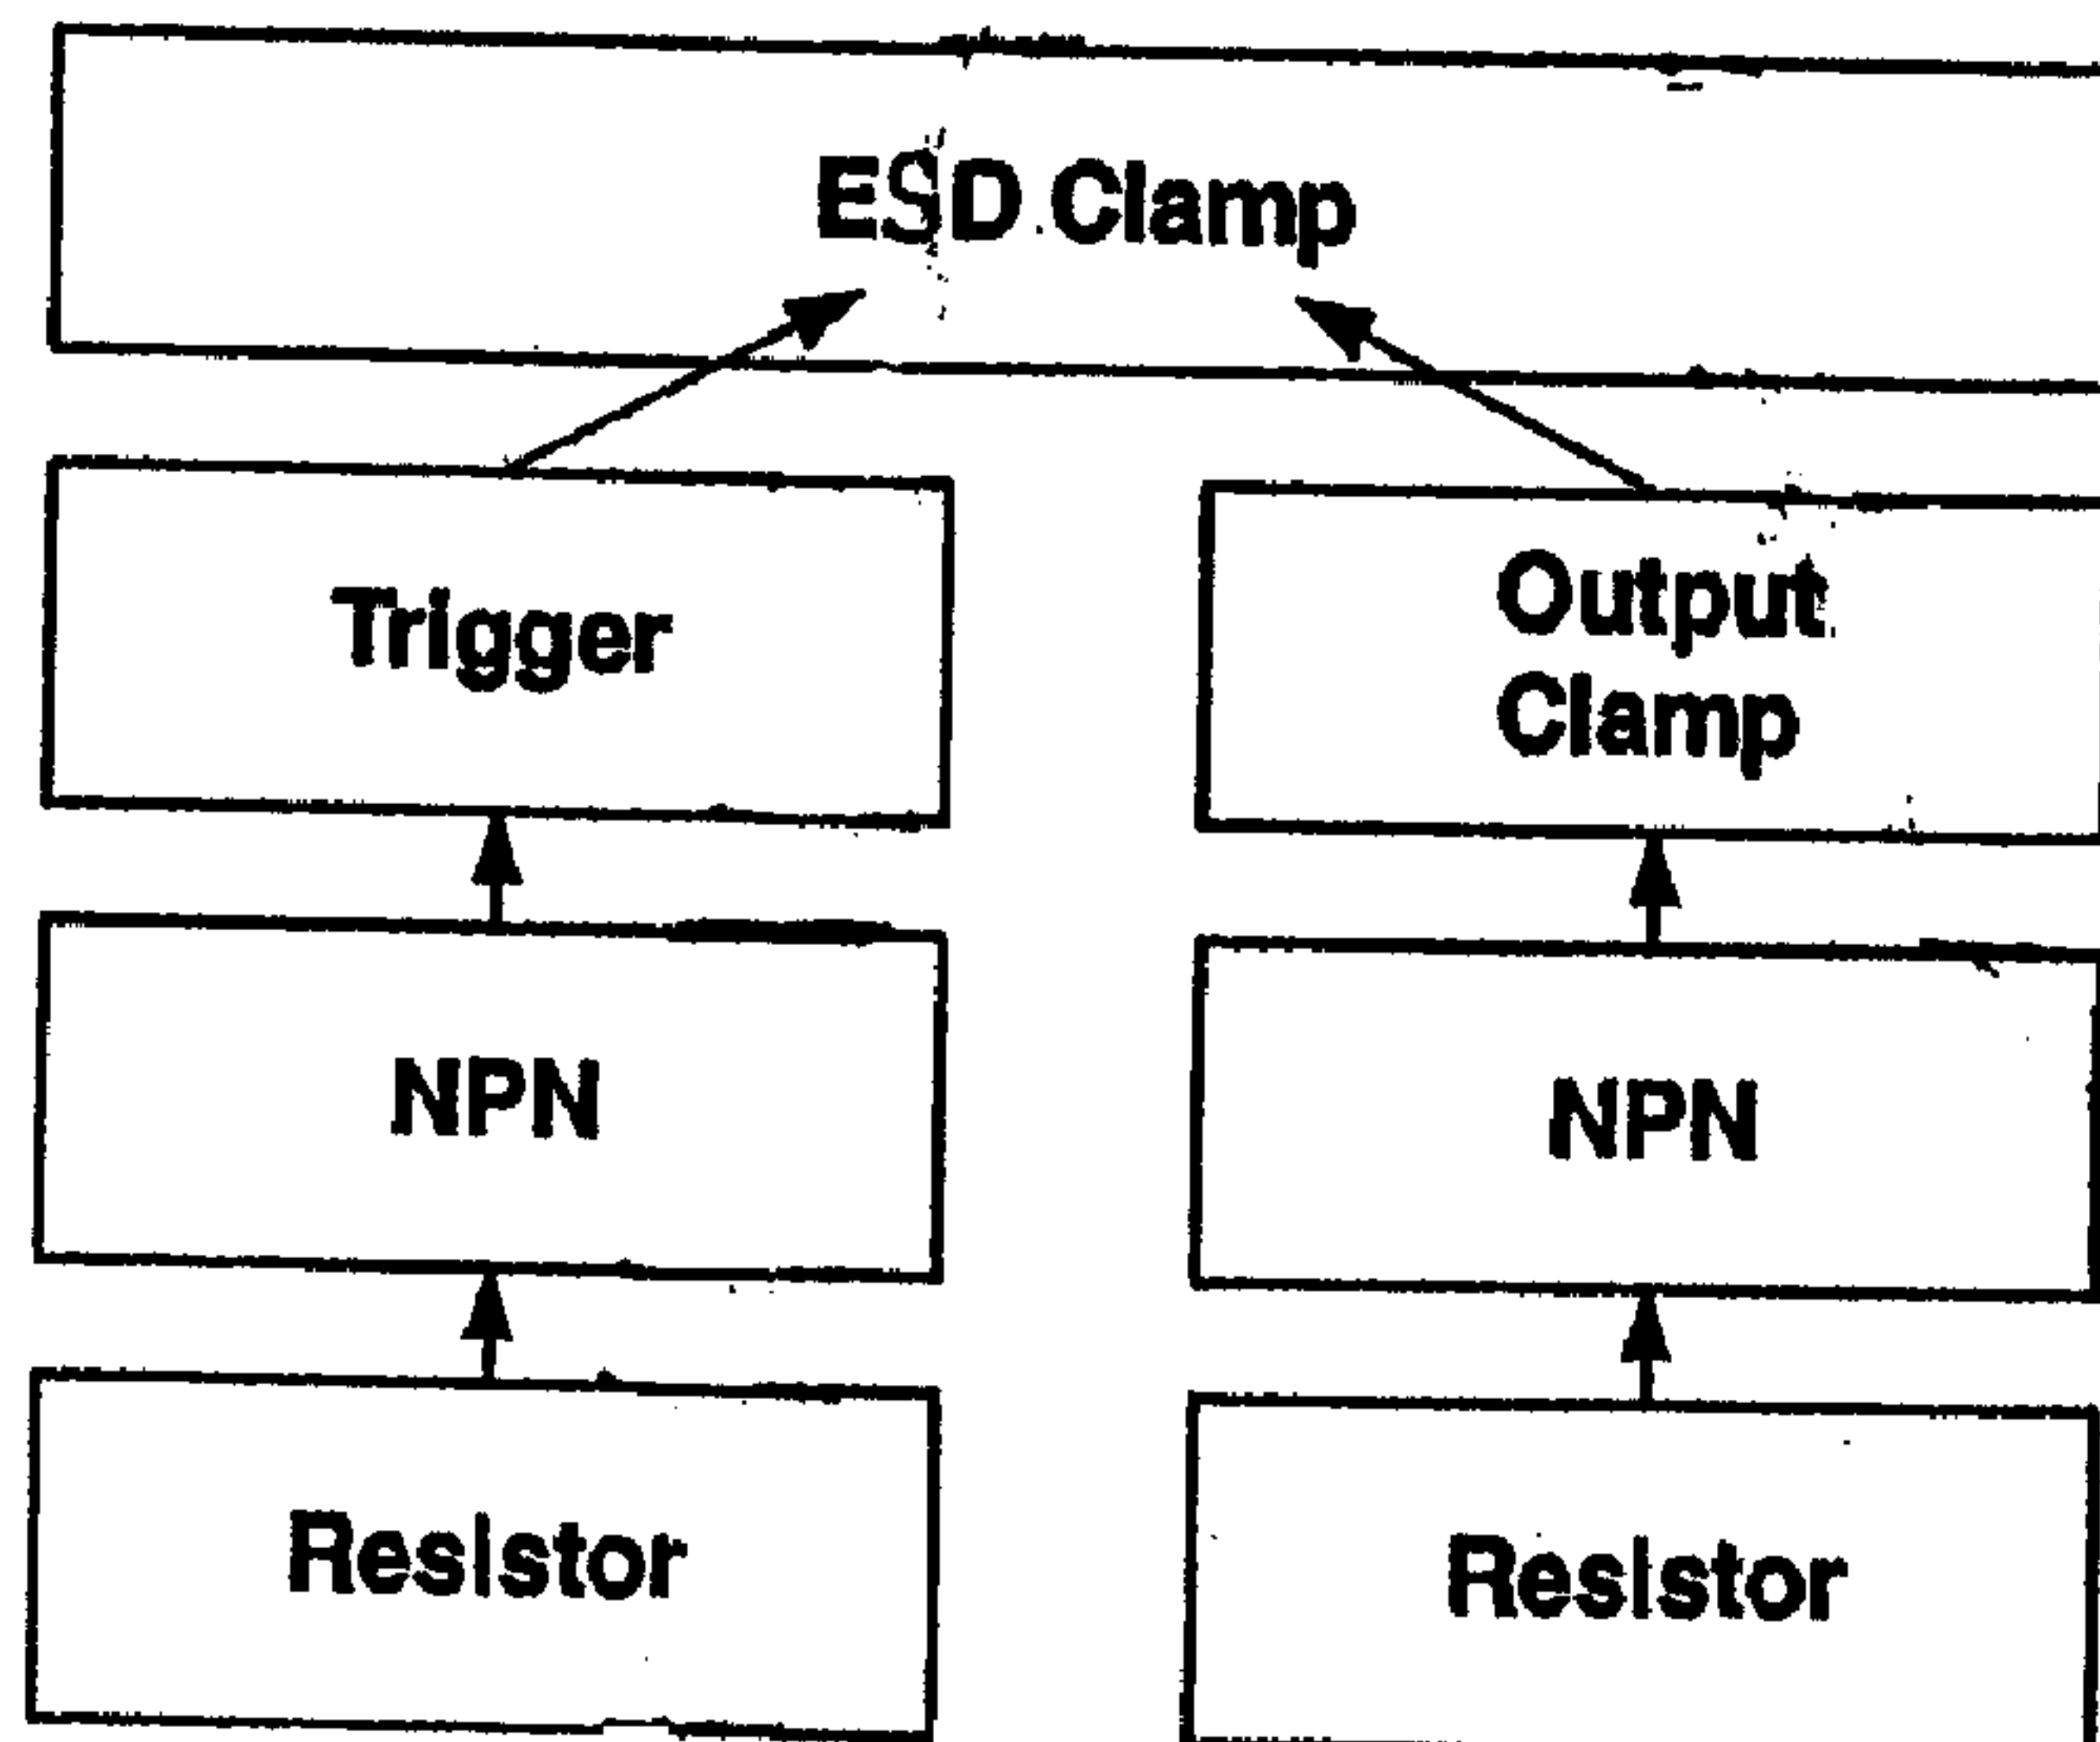 ESD Clamp
Trigger
Output
Clamp
NPN
NPN
Resistor
Resistor